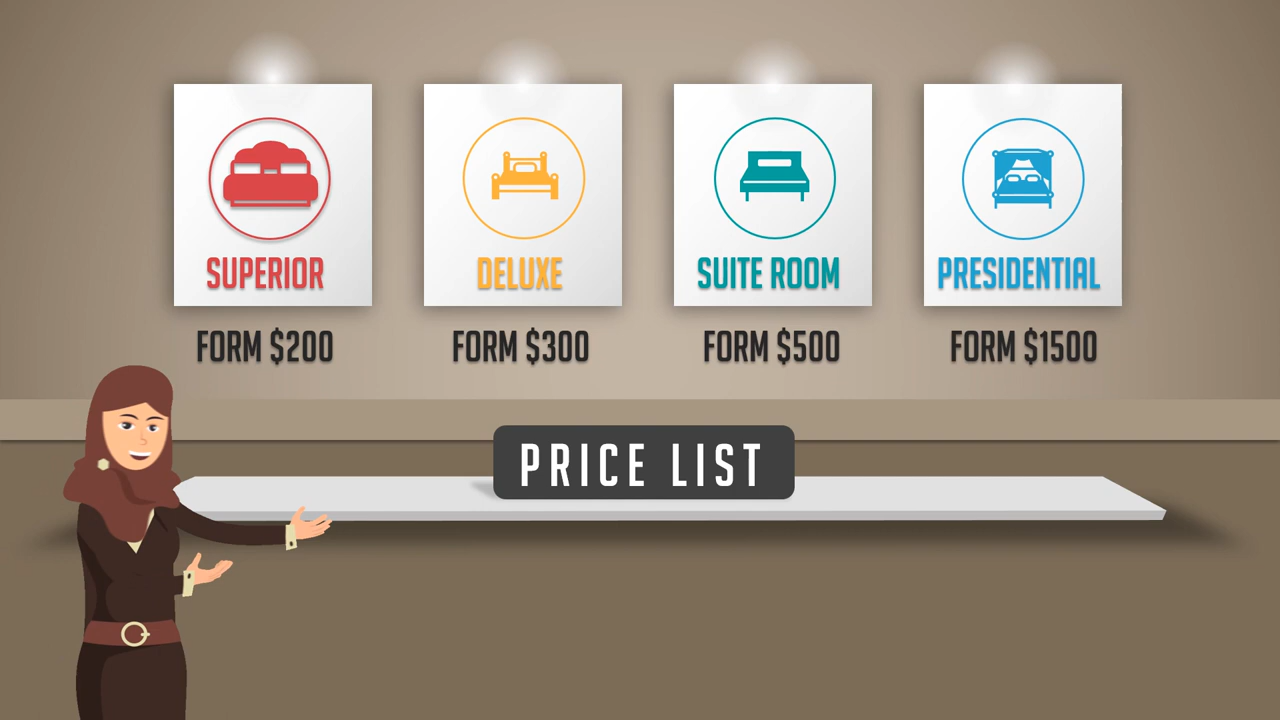 SUPERIOR
DELUXE
SUITE ROOM
PRESIDENTIAL
FORM $200
FORM $300
FORM $500
FORM $1500
PRICE LIST